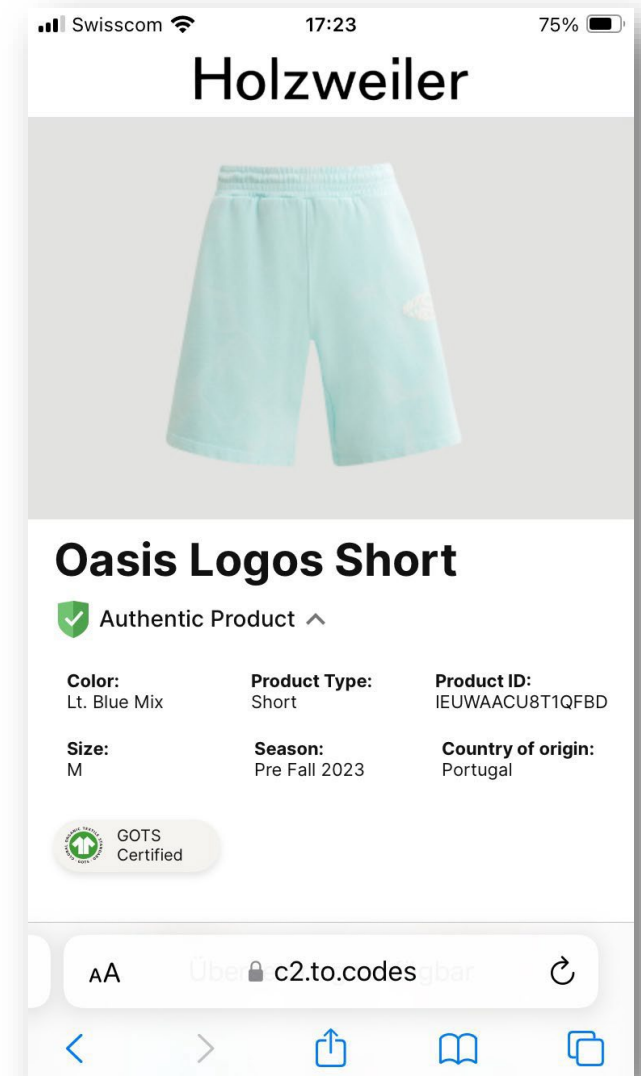 Swisscom 17:23 75%
Holzweiler
Oasis Logos Short
Authentic Product
Color: Product Type: Product ID:
Lt. Blue Mix Short IEUWAACU8T1QFBD
Size: Season: Country of origin:
M Pre Fall 2023 Portugal
GOTS
Certified
AA c2.to.codes